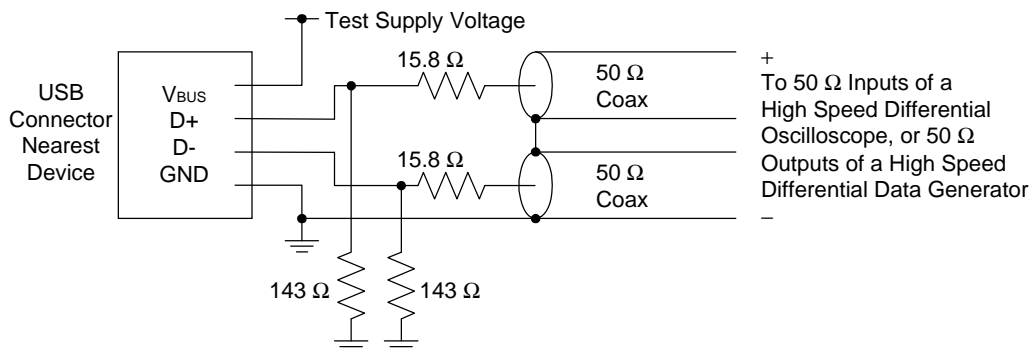 Test Supply Voltage
15.8 Ω
50 Ω
Coax
USB
Connector
Nearest
Device
VBUS
D+
D-
GND
15.8 Ω
50 Ω
Coax
+
To 50 Ω Inputs of a
High Speed Differential
Oscilloscope, or 50 Ω
Outputs of a High Speed
Differential Data Generator
−
143 Ω
143 Ω